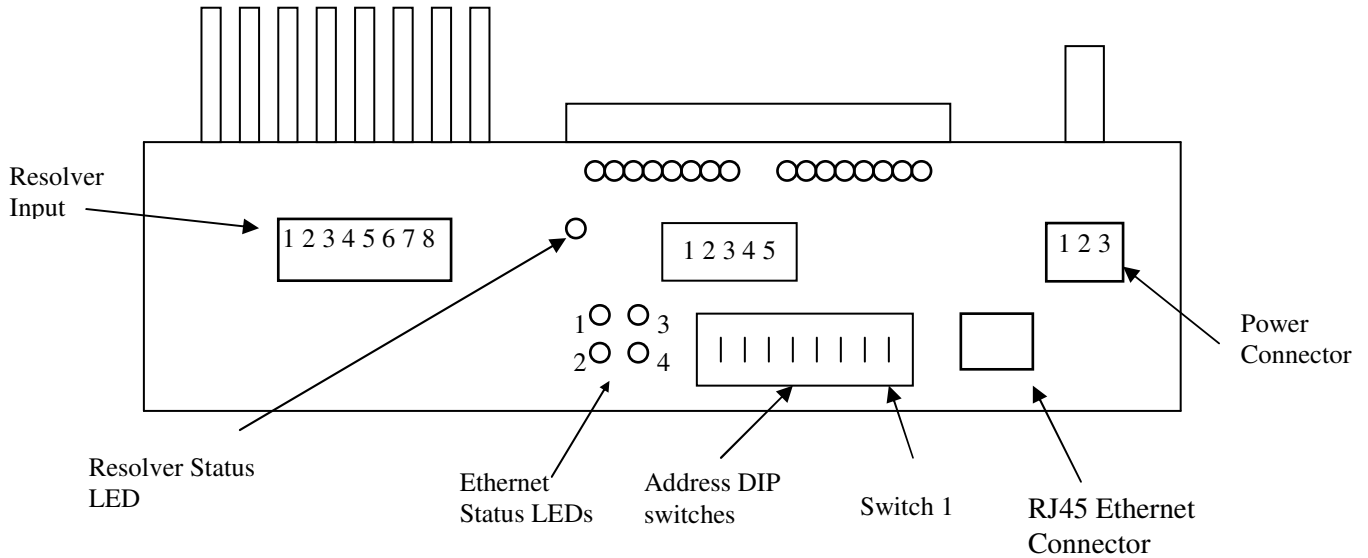 Resolver
Input
1 2 3 4 5 6 7 8
1 2 3 4 5
1 2 3
1
3
2
4
Power
Connector
Resolver Status
LED
Ethernet
Status LEDs
Address DIP
switches
Switch 1
RJ45 Ethernet
Connector